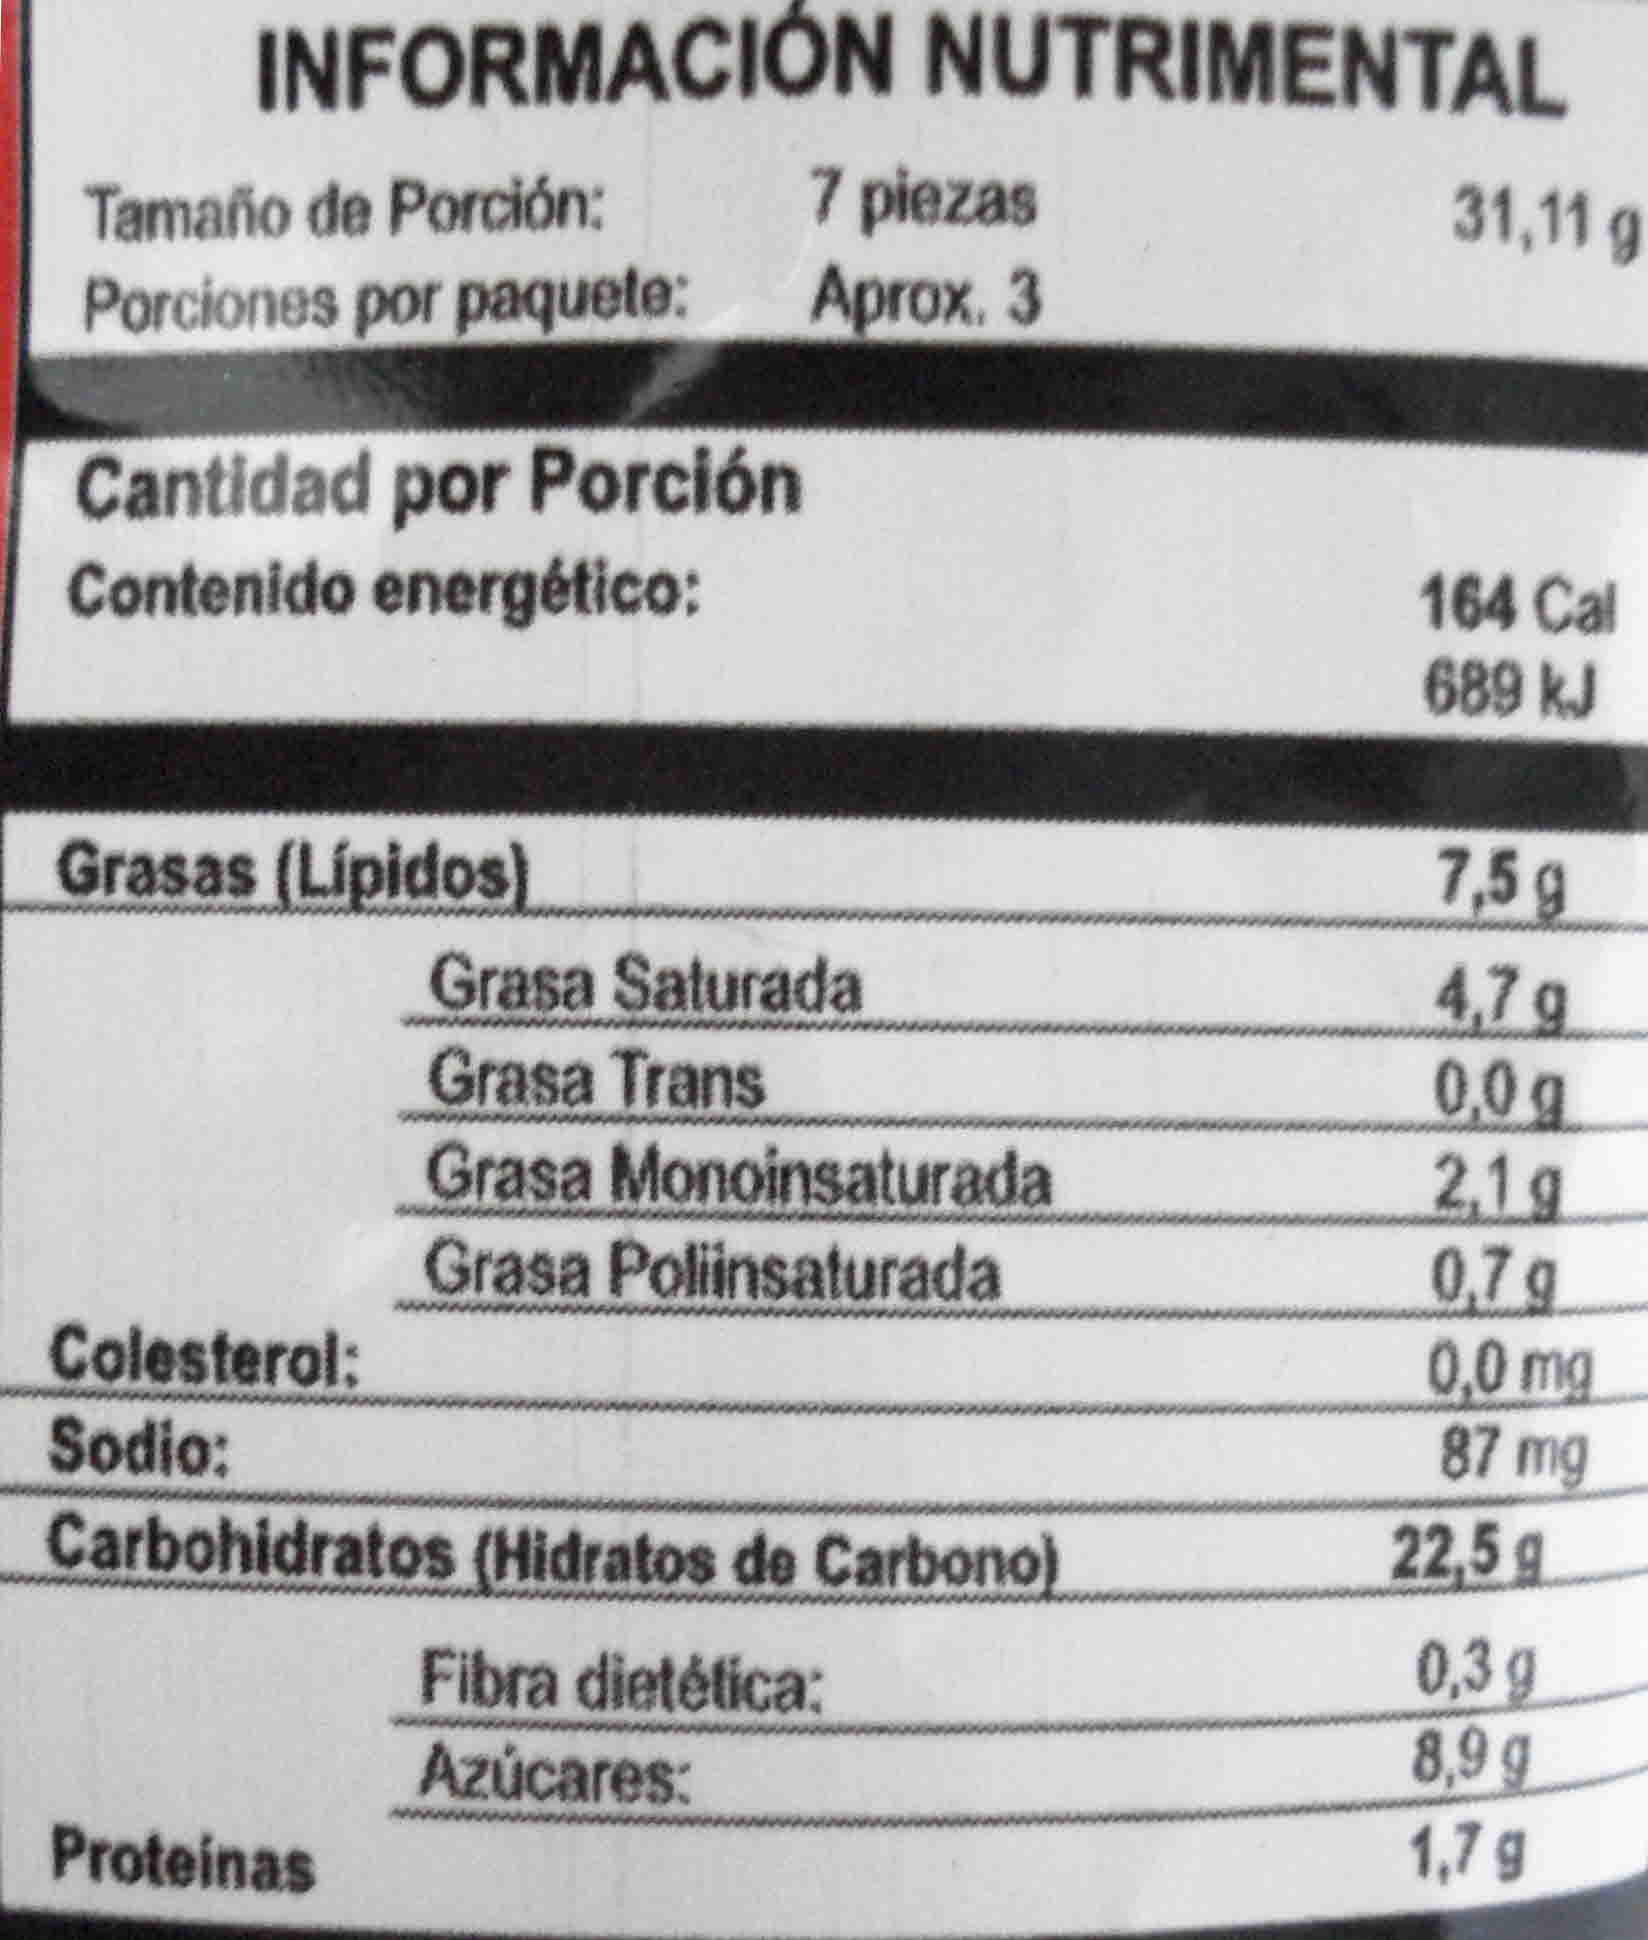 INFORMACIÓN NUTRIMENTAL
Tamaño de Porción: 7 piezas 31,11 g
Porciones por paquete: Aprox. 3
Cantidad por Porción
Contenido energético: 164 Cal
689 kJ
Grasas (Lípidos) 7,5 g
Grasa Saturada 4,7 g
Grasa Trans 0,0 g
Grasa Monoinsaturada 2,1 g
Grasa Poliinsaturada 0,7 g
Colesterol: 0,0 mg
Sodio: 87 mg
Carbohidratos (Hidratos de Carbono) 22,5 g
Fibra dietética: 0,3 g
Azúcares: 8,9 g
Proteínas 1,7 g